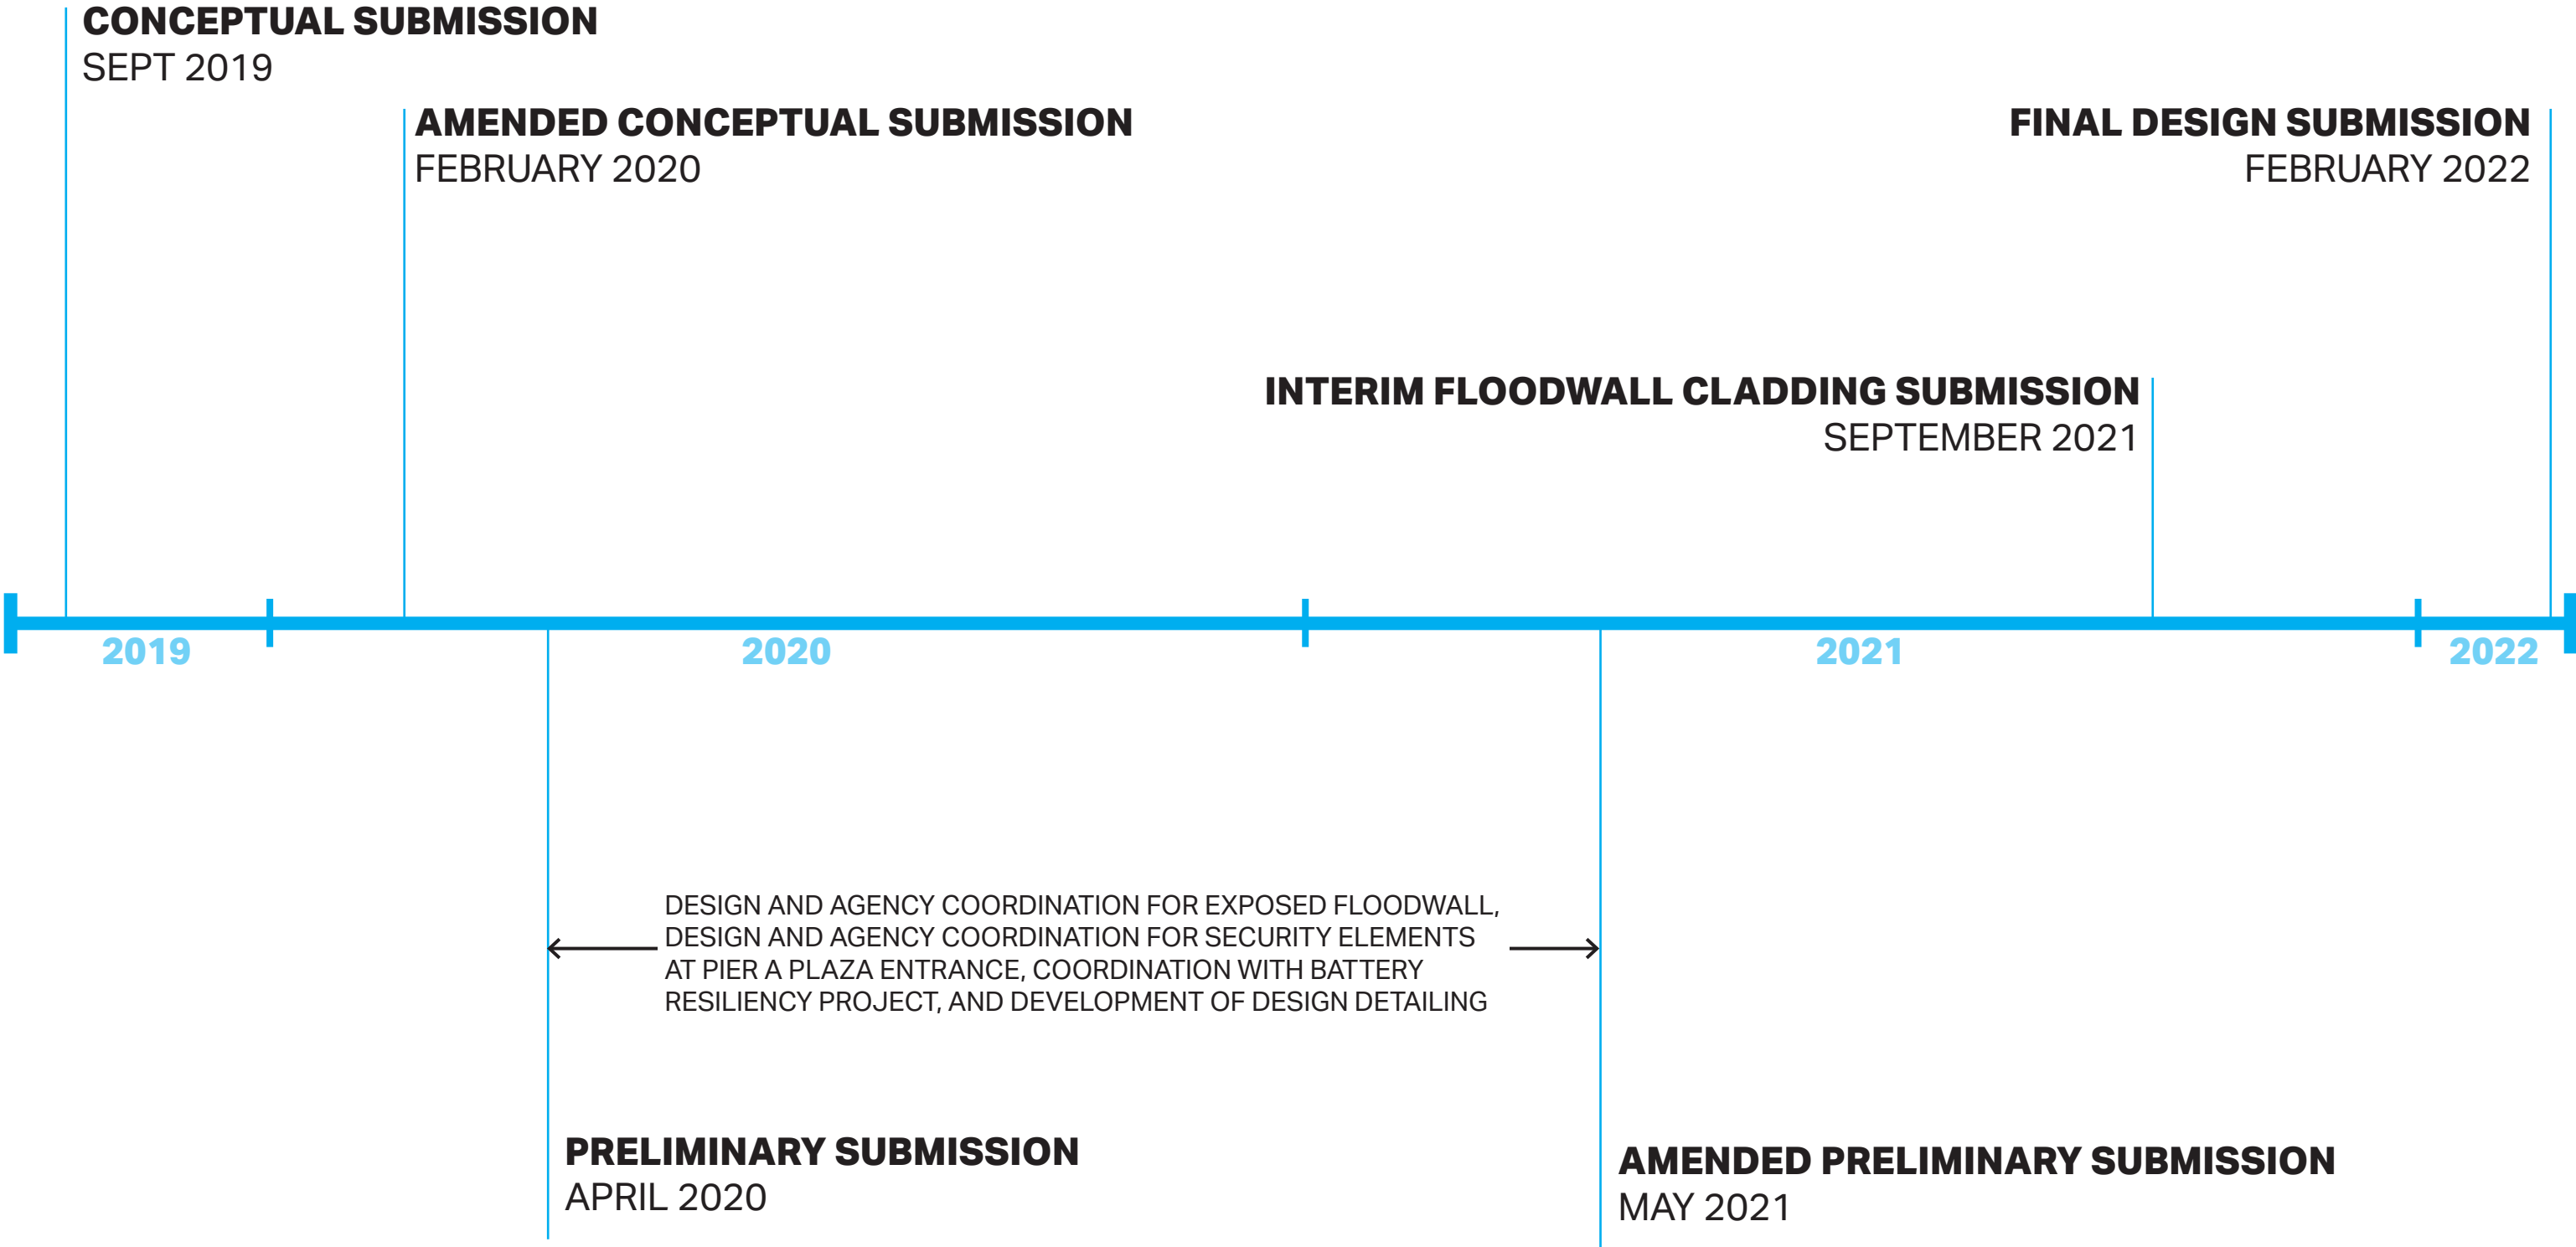 CONCEPTUAL SUBMISSION
SEPT 2019
AMENDED CONCEPTUAL SUBMISSION
FEBRUARY 2020
FINAL DESIGN SUBMISSION
FEBRUARY 2022
INTERIM FLOODWALL CLADDING SUBMISSION
SEPTEMBER 2021
2019
2020
2021
2022
DESIGN AND AGENCY COORDINATION FOR EXPOSED FLOODWALL,
DESIGN AND AGENCY COORDINATION FOR SECURITY ELEMENTS
AT PIER A PLAZA ENTRANCE, COORDINATION WITH BATTERY
RESILIENCY PROJECT, AND DEVELOPMENT OF DESIGN DETAILING
PRELIMINARY SUBMISSION
APRIL 2020
AMENDED PRELIMINARY SUBMISSION
MAY 2021